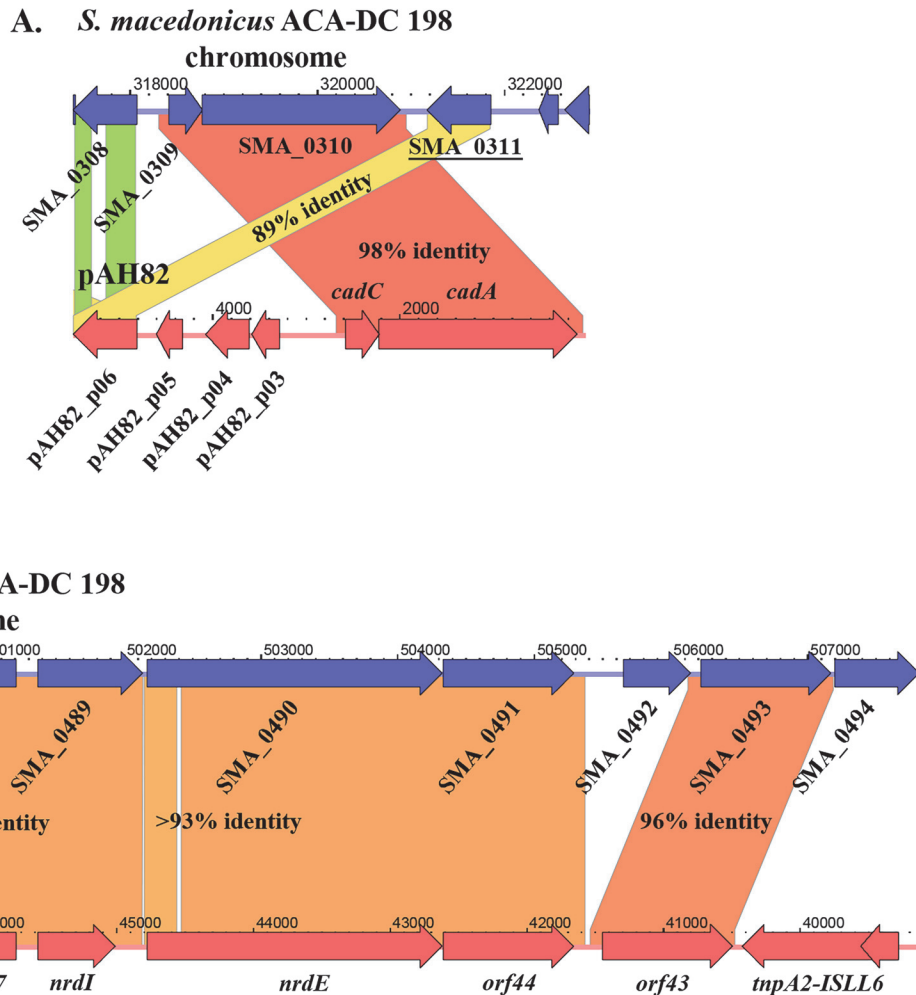 A. S. macedonicus ACA-DC 198
chromosome
318000 320000 322000
SMA_0308
SMA_0309
SMA_0310
SMA_0311
89% identity
98% identity
pAH82
cadC cadA
4000 2000
pAH82_p06
pAH82_p05
pAH82_p04
pAH82_p03
A-DC 198
ne
01000 502000 503000 504000 505000 506000 507000
SMA_0489
SMA_0490
SMA_0491
SMA_0492
SMA_0493
SMA_0494
entity >93% identity 96% identity
000 45000 44000 43000 42000 41000 40000
7 nrdI nrdE orf44 orf43 tnpA2-ISLL6